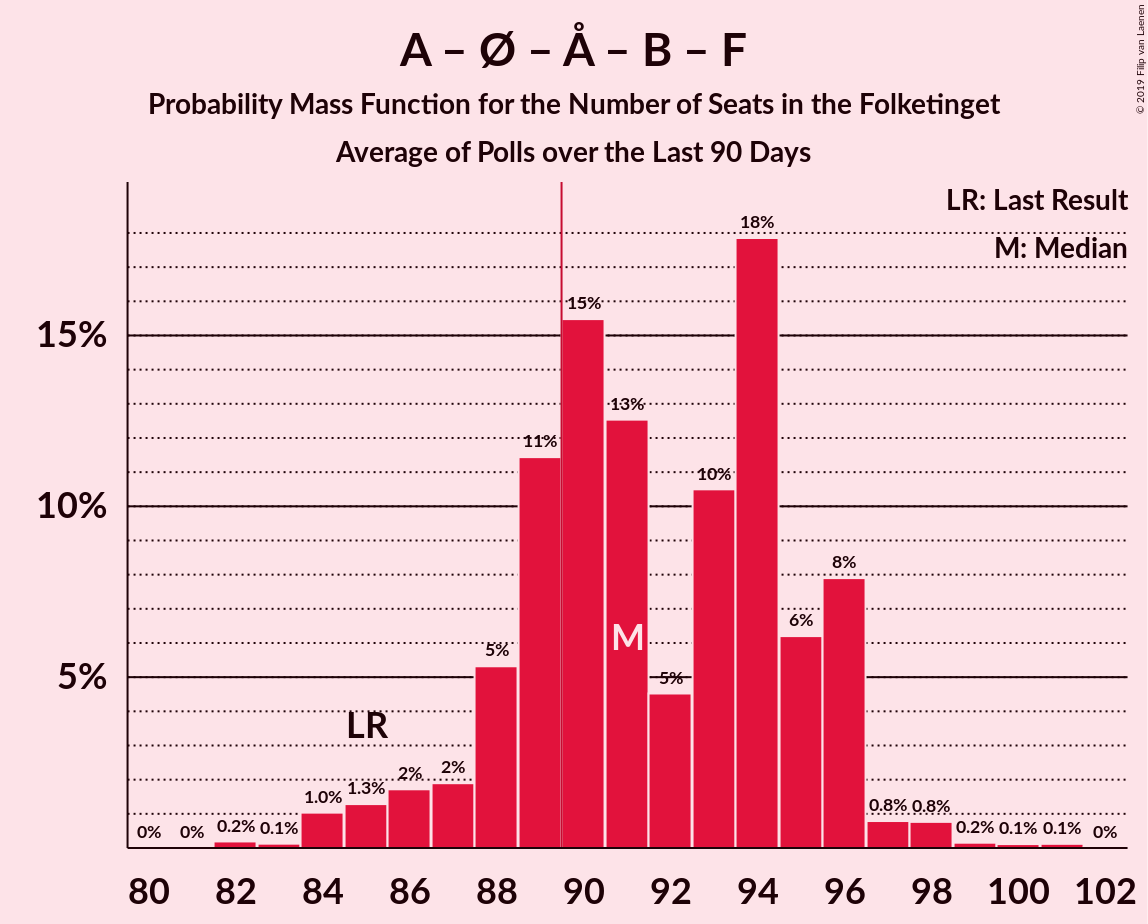 A – Ø – Å – B – F
Probability Mass Function for the Number of Seats in the Folketinget
Average of Polls over the Last 90 Days
© 2019 Filip van Laenen
LR: Last Result
M: Median
18%
15%
15%
13%
11%
10%
10%
8%
M
6%
5%
5%
5%
LR
2%
2%
1.3%
1.0%
0.8%
0.8%
0.2%
0.1%
0.2%
0.1%
0.1%
0%
0%
0%
80 82 84 86 88 90 92 94 96 98 100 102